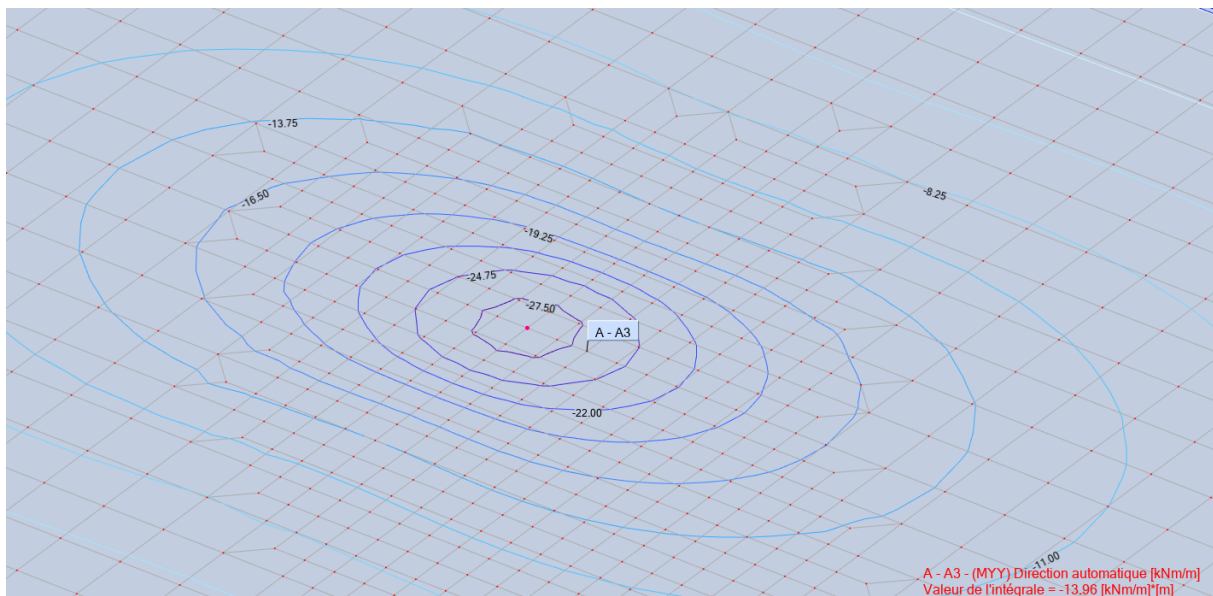 -13.75
-8.25
-16.50
-19.25
-24.75
-27.50
A - A3
-22.00
-11.00
A - A3 - (MYY) Direction automatique [kNm/m]
Valeur de l'intégrale = -13.96 [kNm/m]*[m]